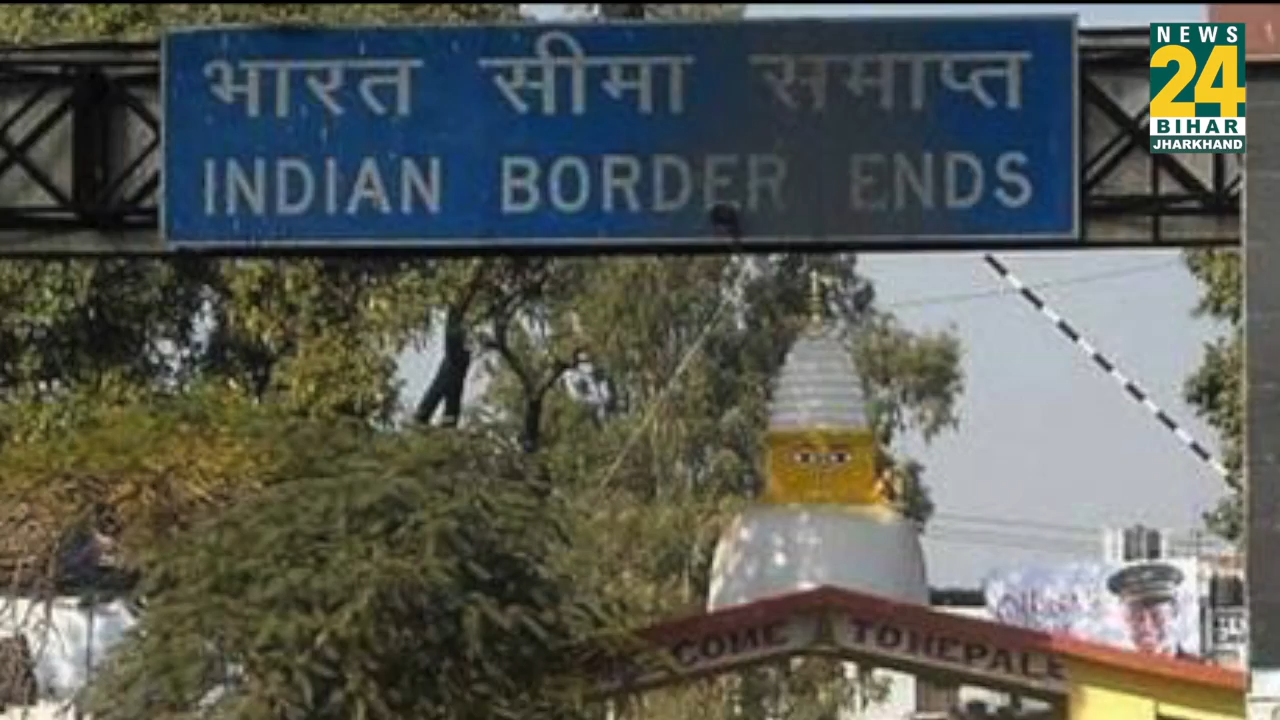 भारत सीमा समाप्त
INDIAN BORDER ENDS
NEWS
24
BIHAR
JHARKHAND
COME TO NEPAL